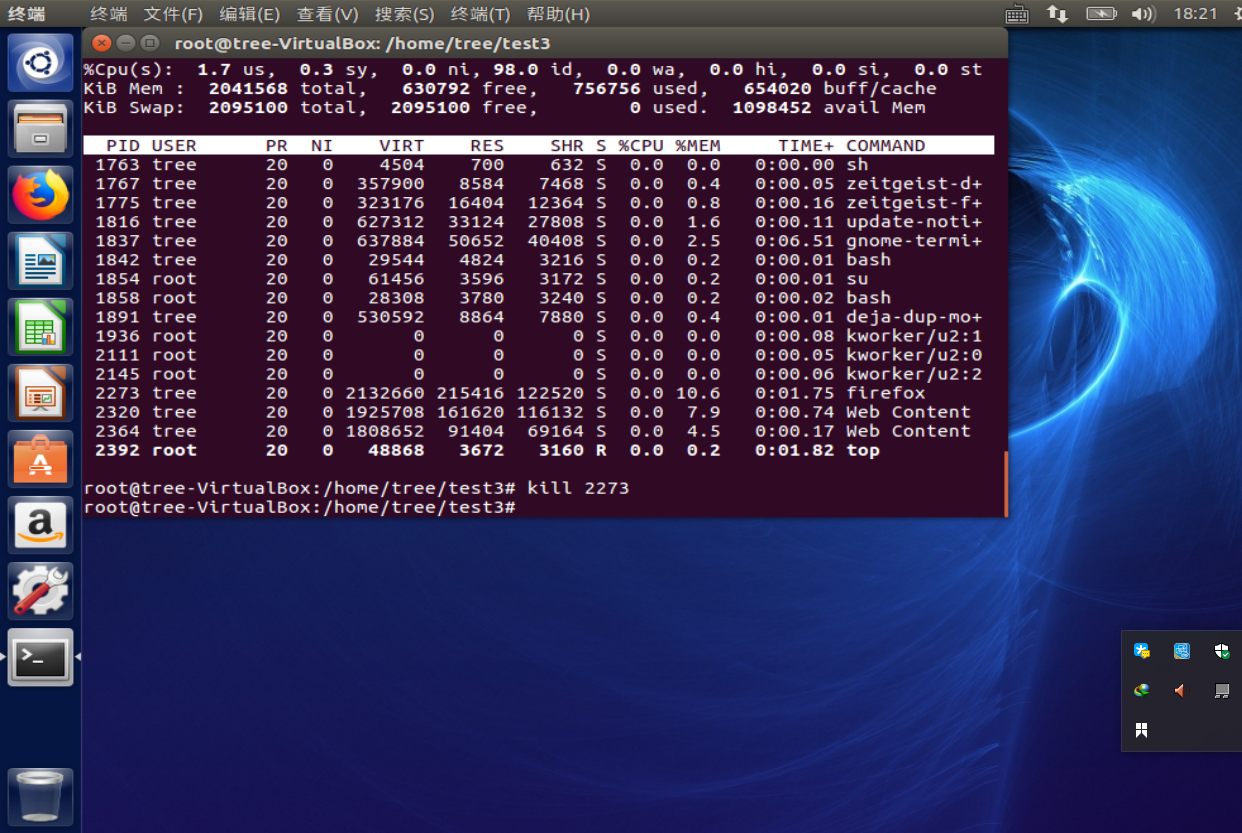 终端 终端 文件(F) 编辑(E) 查看(V) 搜索(S) 终端(T) 帮助(H) 18:21
root@tree-VirtualBox: /home/tree/test3
%Cpu(s):  1.7 us,  0.3 sy,  0.0 ni, 98.0 id,  0.0 wa,  0.0 hi,  0.0 si,  0.0 st
KiB Mem :  2041568 total,   630792 free,   756756 used,   654020 buff/cache
KiB Swap:  2095100 total,  2095100 free,        0 used.  1098452 avail Mem
PID USER      PR  NI    VIRT    RES    SHR S %CPU %MEM     TIME+ COMMAND
1763 tree      20   0    4504    700    632 S  0.0  0.0   0:00.00 sh
1767 tree      20   0  357900   8584   7468 S  0.0  0.4   0:00.05 zeitgeist-d+
1775 tree      20   0  323176  16404  12364 S  0.0  0.8   0:00.16 zeitgeist-f+
1816 tree      20   0  627312  33124  27808 S  0.0  1.6   0:00.11 update-noti+
1837 tree      20   0  637884  50652  40408 S  0.0  2.5   0:06.51 gnome-termi+
1842 tree      20   0   29544   4824   3216 S  0.0  0.2   0:00.01 bash
1854 root      20   0   61456   3596   3172 S  0.0  0.2   0:00.01 su
1858 root      20   0   28308   3780   3240 S  0.0  0.2   0:00.02 bash
1891 tree      20   0  530592   8864   7880 S  0.0  0.4   0:00.01 deja-dup-mo+
1936 root      20   0       0      0      0 S  0.0  0.0   0:00.08 kworker/u2:1
2111 root      20   0       0      0      0 S  0.0  0.0   0:00.05 kworker/u2:0
2145 root      20   0       0      0      0 S  0.0  0.0   0:00.06 kworker/u2:2
2273 tree      20   0 2132660 215416 122520 S  0.0 10.6   0:01.75 firefox
2320 tree      20   0 1925708 161620 116132 S  0.0  7.9   0:00.74 Web Content
2364 tree      20   0 1808652  91404  69164 S  0.0  4.5   0:00.17 Web Content
2392 root      20   0   48868   3672   3160 R  0.0  0.2   0:01.82 top
root@tree-VirtualBox:/home/tree/test3# kill 2273
root@tree-VirtualBox:/home/tree/test3#